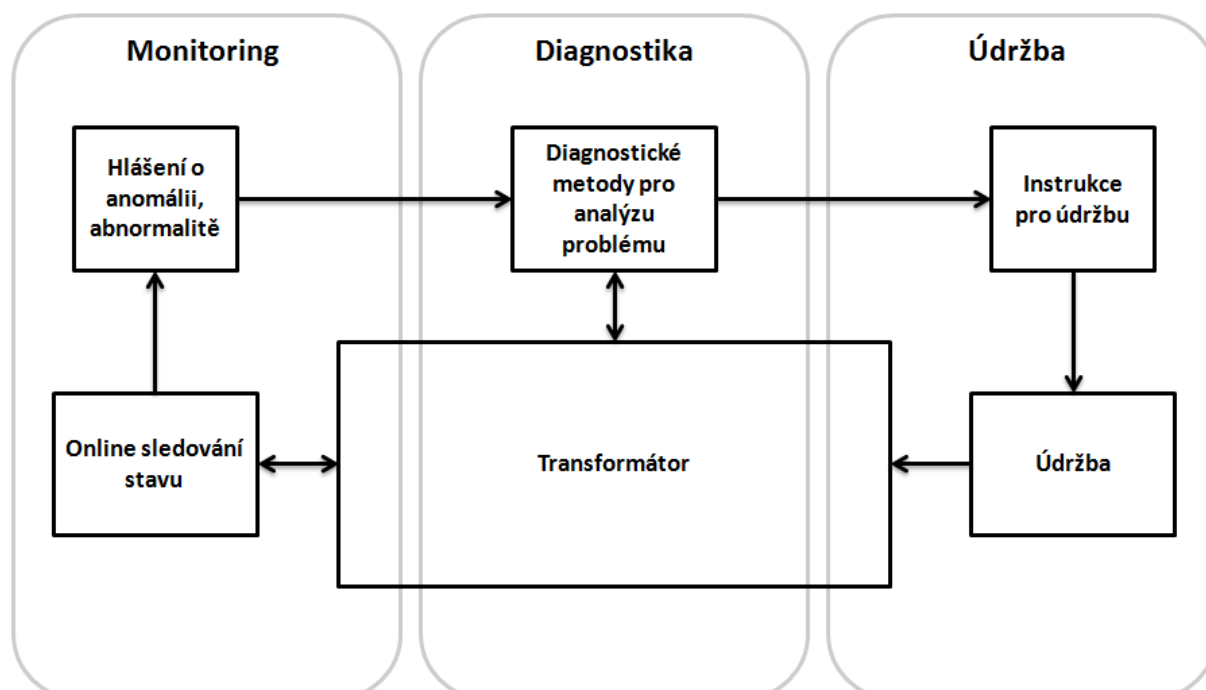 Monitoring
Diagnostika
Údržba
Hlášení o
anomálii,
abnormalitě
Diagnostické
metody pro
analýzu
problému
Instrukce
pro údržbu
Online sledování
stavu
Transformátor
Údržba